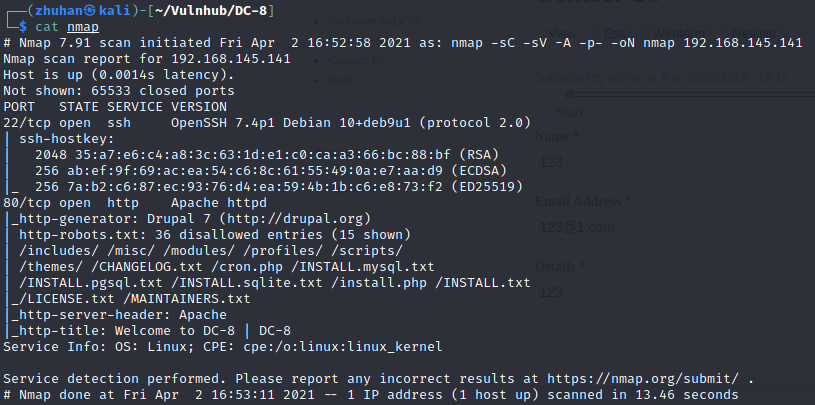 (zhuhan㉿kali)-[~/Vulnhub/DC-8]
$ cat nmap
# Nmap 7.91 scan initiated Fri Apr  2 16:52:58 2021 as: nmap -sC -sV -A -p- -oN nmap 192.168.145.141
Nmap scan report for 192.168.145.141
Host is up (0.0014s latency).
Not shown: 65533 closed ports
PORT   STATE SERVICE VERSION
22/tcp open  ssh     OpenSSH 7.4p1 Debian 10+deb9u1 (protocol 2.0)
| ssh-hostkey:
|   2048 35:a7:e6:c4:a8:3c:63:1d:e1:c0:ca:a3:66:bc:88:bf (RSA)
|   256 ab:ef:9f:69:ac:ea:54:c6:8c:61:55:49:0a:e7:aa:d9 (ECDSA)
|_  256 7a:b2:c6:87:ec:93:76:d4:ea:59:4b:1b:c6:e8:73:f2 (ED25519)
80/tcp open  http    Apache httpd
|_http-generator: Drupal 7 (http://drupal.org)
| http-robots.txt: 36 disallowed entries (15 shown)
| /includes/ /misc/ /modules/ /profiles/ /scripts/
| /themes/ /CHANGELOG.txt /cron.php /INSTALL.mysql.txt
| /INSTALL.pgsql.txt /INSTALL.sqlite.txt /install.php /INSTALL.txt
|_/LICENSE.txt /MAINTAINERS.txt
|_http-server-header: Apache
|_http-title: Welcome to DC-8 | DC-8
Service Info: OS: Linux; CPE: cpe:/o:linux:linux_kernel
Service detection performed. Please report any incorrect results at https://nmap.org/submit/ .
# Nmap done at Fri Apr  2 16:53:11 2021 -- 1 IP address (1 host up) scanned in 13.46 seconds
Welcome to DC-8
Contact Us
View Edit Webform Results
Start
Name *
123
Email Address *
123@1.com
Details *
123